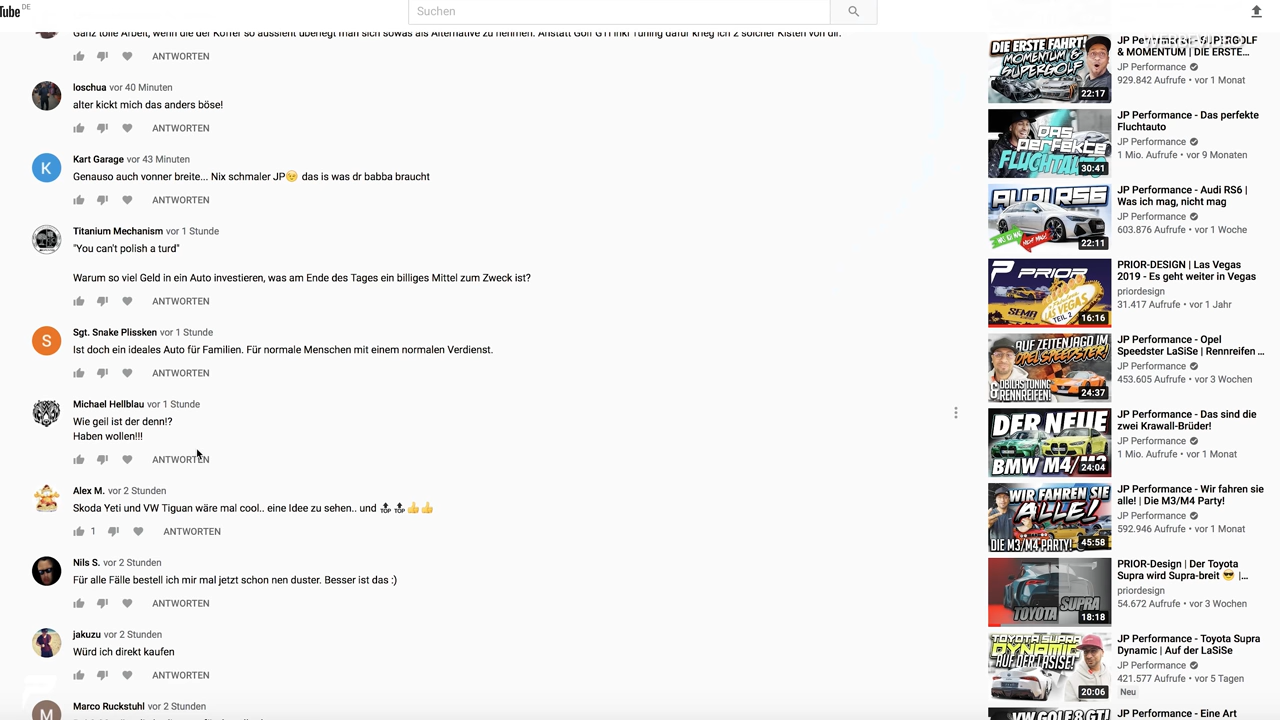 Tube DE
Suchen
Ganz tolle Arbeit, wenn die der Koffer so aussieht überlegt man sich sowas als Alternative zu nehmen. Anstatt Golf GTI inkl Tuning dafür krieg ich 2 solcher Kisten von dir.
ANTWORTEN
loschua vor 40 Minuten
alter kickt mich das anders böse!
ANTWORTEN
K
Kart Garage vor 43 Minuten
Genauso auch vonner breite... Nix schmaler JP😉 das is was dr babba braucht
ANTWORTEN
Titanium Mechanism vor 1 Stunde
"You can't polish a turd"
Warum so viel Geld in ein Auto investieren, was am Ende des Tages ein billiges Mittel zum Zweck ist?
ANTWORTEN
S
Sgt. Snake Plissken vor 1 Stunde
Ist doch ein ideales Auto für Familien. Für normale Menschen mit einem normalen Verdienst.
ANTWORTEN
Michael Hellblau vor 1 Stunde
Wie geil ist der denn!?
Haben wollen!!!
ANTWORTEN
Alex M. vor 2 Stunden
Skoda Yeti und VW Tiguan wäre mal cool.. eine Idee zu sehen.. und 🔝🔝👍👍
1 ANTWORTEN
Nils S. vor 2 Stunden
Für alle Fälle bestell ich mir mal jetzt schon nen duster. Besser ist das :)
ANTWORTEN
jakuzu vor 2 Stunden
Würd ich direkt kaufen
ANTWORTEN
M
Marco Ruckstuhl vor 2 Stunden
DIE ERSTE FAHRT!
MOMENTUM &
SUPERGOLF
22:17
& MOMENTUM | DIE ERSTE...
JP Performance
929.842 Aufrufe • vor 1 Monat
DAS
PERFEKTE
FLUCHTAUTO
30:41
JP Performance - Das perfekte
Fluchtauto
JP Performance
1 Mio. Aufrufe • vor 9 Monaten
AUDI RS6
22:11
JP Performance - Audi RS6 |
Was ich mag, nicht mag
JP Performance
603.876 Aufrufe • vor 1 Woche
PRIOR
LAS VEGAS
SEMA
TEIL 2
16:16
PRIOR-DESIGN | Las Vegas
2019 - Es geht weiter in Vegas
priordesign
31.417 Aufrufe • vor 1 Jahr
AUF ZEITENJAGD IM
OPEL SPEEDSTER!
& DBILAS TUNING
RENNREIFEN!
24:37
JP Performance - Opel
Speedster LaSiSe | Rennreifen ...
JP Performance
453.605 Aufrufe • vor 3 Wochen
DER NEUE
BMW M4/M3
24:04
JP Performance - Das sind die
zwei Krawall-Brüder!
JP Performance
1 Mio. Aufrufe • vor 1 Monat
WIR FAHREN SIE
ALLE!
DIE M3/M4 PARTY!
45:58
JP Performance - Wir fahren sie
alle! | Die M3/M4 Party!
JP Performance
592.946 Aufrufe • vor 1 Monat
TOYOTA
SUPRA
18:18
PRIOR-Design | Der Toyota
Supra wird Supra-breit 😎 |...
priordesign
54.672 Aufrufe • vor 3 Wochen
TOYOTA SUPRA
DYNAMIC
AUF DER LASISE!
20:06
JP Performance - Toyota Supra
Dynamic | Auf der LaSiSe
JP Performance
421.577 Aufrufe • vor 5 Tagen
Neu
VW GOLF 8 GTI
JP Performance - Eine Art